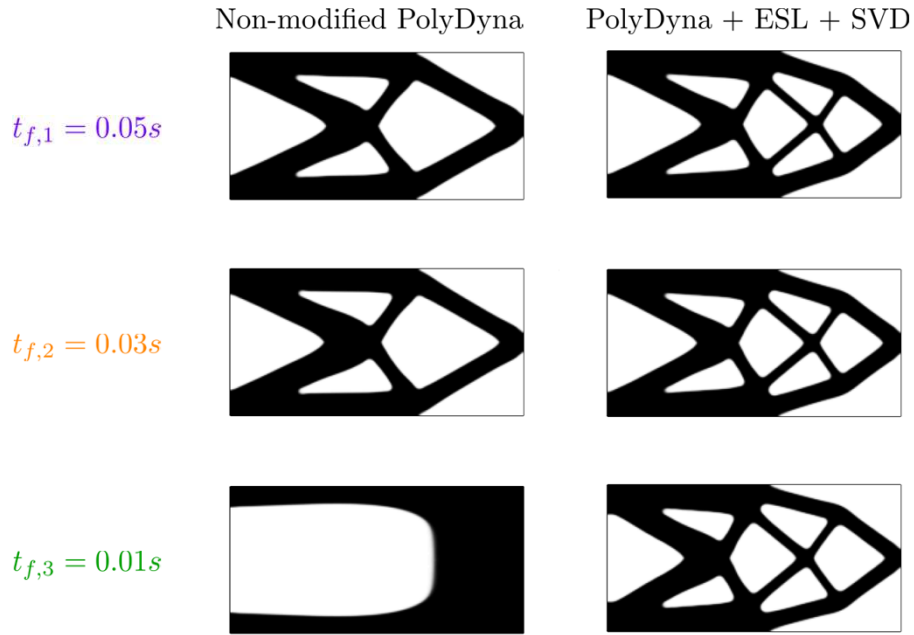 Non-modified PolyDyna PolyDyna + ESL + SVD
t_{f,1} = 0.05s
t_{f,2} = 0.03s
t_{f,3} = 0.01s